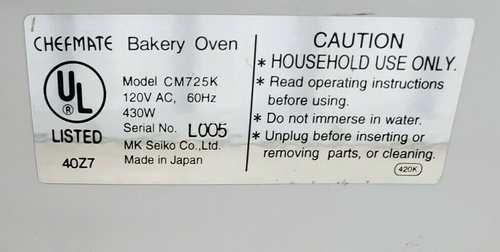 CHEFMATE Bakery Oven
UL
®
LISTED
40Z7
Model CM725K
120V AC, 60Hz
430W
Serial No. L005
MK Seiko Co.,Ltd.
Made in Japan
CAUTION
* HOUSEHOLD USE ONLY.
* Read operating instructions
before using.
* Do not immerse in water.
* Unplug before inserting or
removing parts, or cleaning.
420K